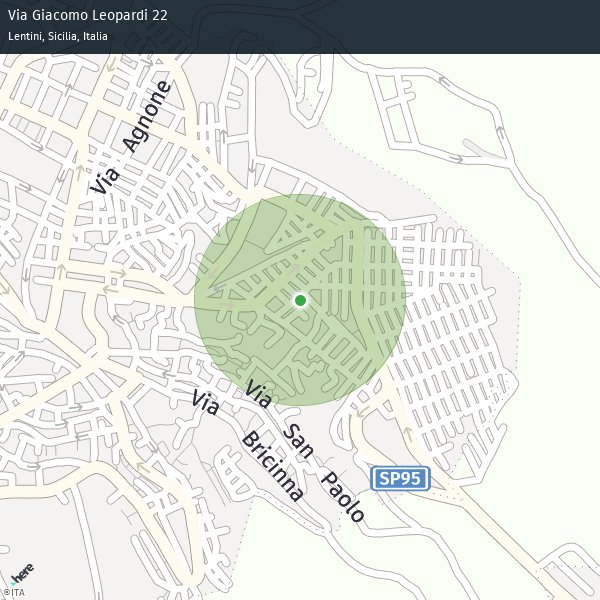 Via Giacomo Leopardi 22
Lentini, Sicilia, Italia
Via Agnone
Via Bricinna
Via San Paolo
SP95
here
©ITA